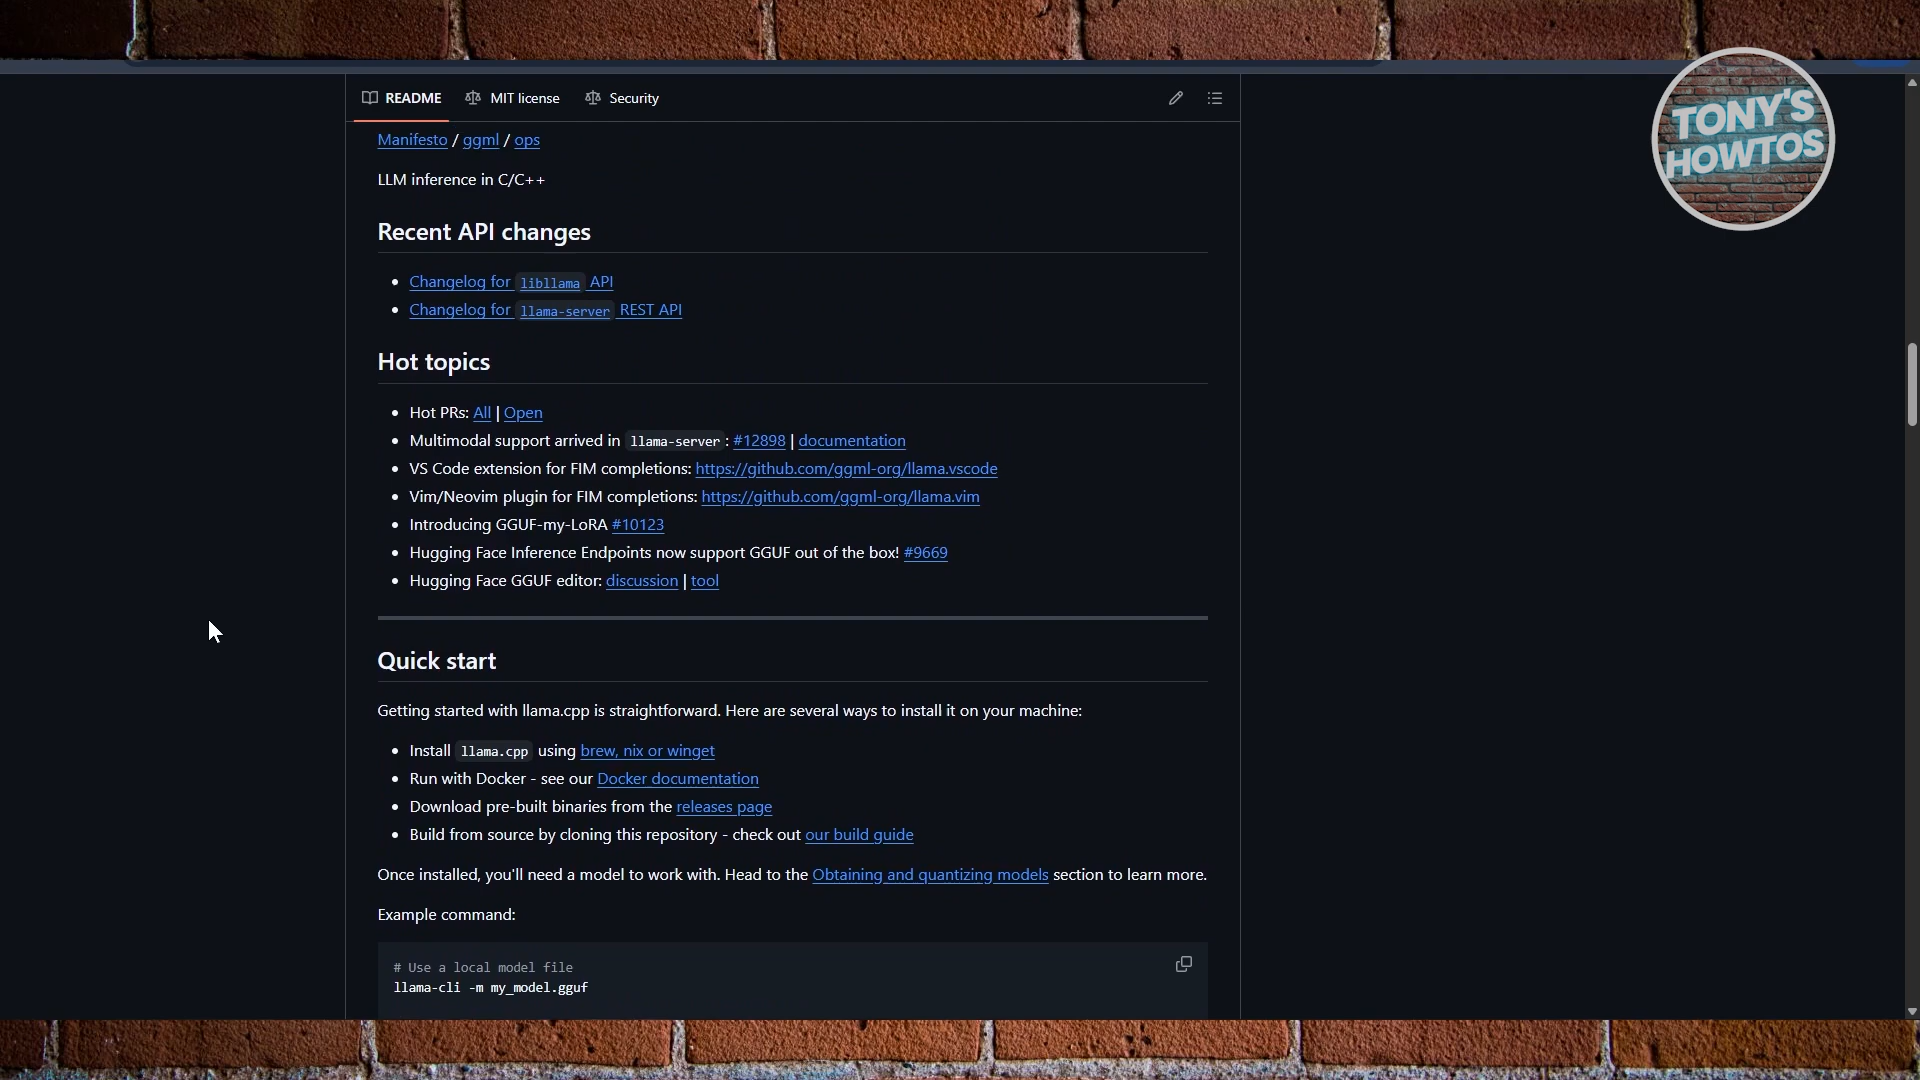 TONY'S
HOWTOS
README MIT license Security
Manifesto / ggml / ops
LLM inference in C/C++
Recent API changes
Changelog for libllama API
Changelog for llama-server REST API
Hot topics
Hot PRs: All | Open
Multimodal support arrived in llama-server : #12898 | documentation
VS Code extension for FIM completions: https://github.com/ggml-org/llama.vscode
Vim/Neovim plugin for FIM completions: https://github.com/ggml-org/llama.vim
Introducing GGUF-my-LoRA #10123
Hugging Face Inference Endpoints now support GGUF out of the box! #9669
Hugging Face GGUF editor: discussion | tool
Quick start
Getting started with llama.cpp is straightforward. Here are several ways to install it on your machine:
Install llama.cpp using brew, nix or winget
Run with Docker - see our Docker documentation
Download pre-built binaries from the releases page
Build from source by cloning this repository - check out our build guide
Once installed, you'll need a model to work with. Head to the Obtaining and quantizing models section to learn more.
Example command:
# Use a local model file
llama-cli -m my_model.gguf